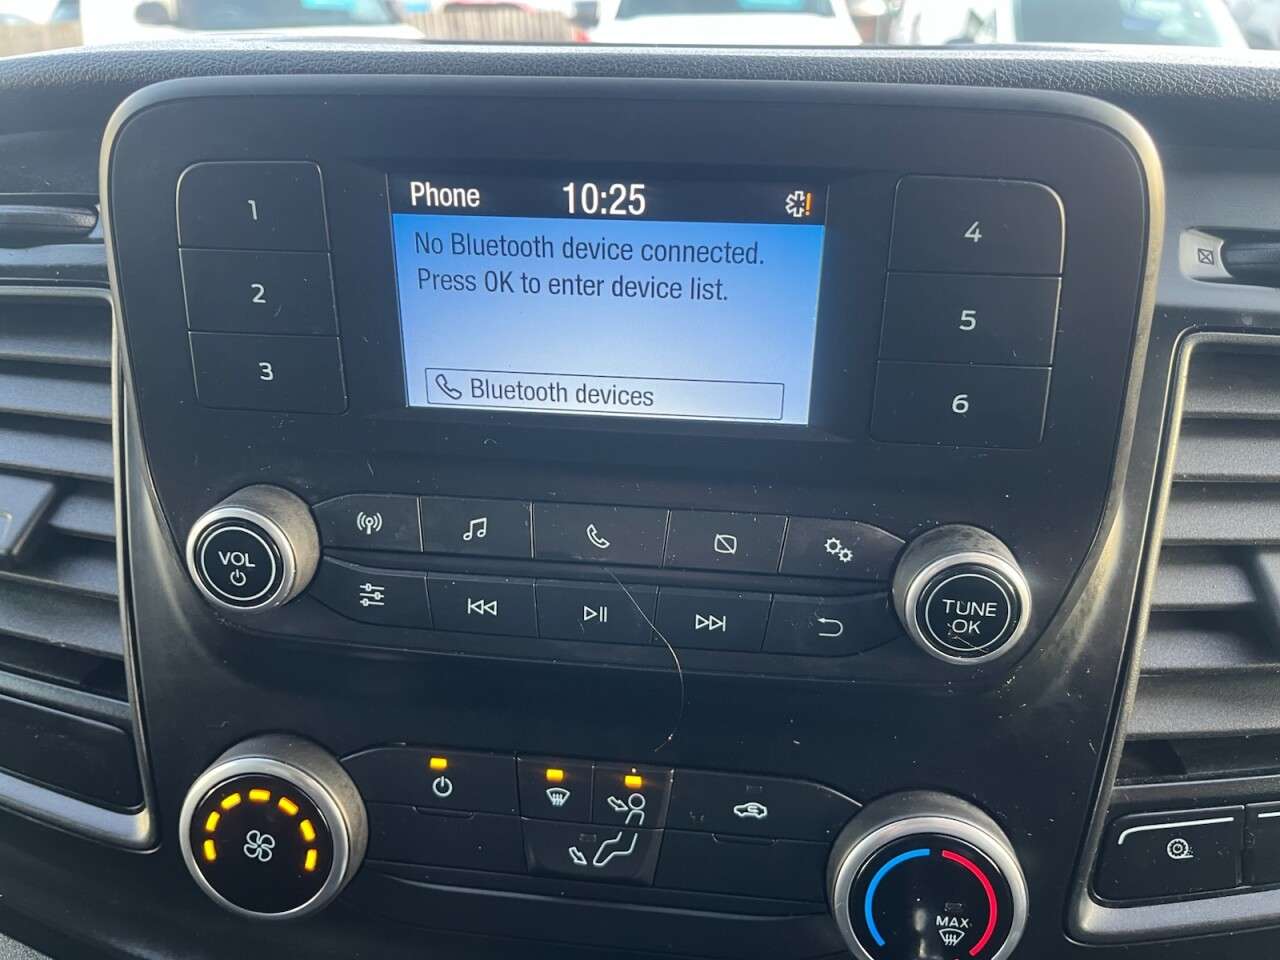 Phone 10:25
No Bluetooth device connected.
Press OK to enter device list.
Bluetooth devices
1
2
3
4
5
6
VOL
TUNE
OK
MAX